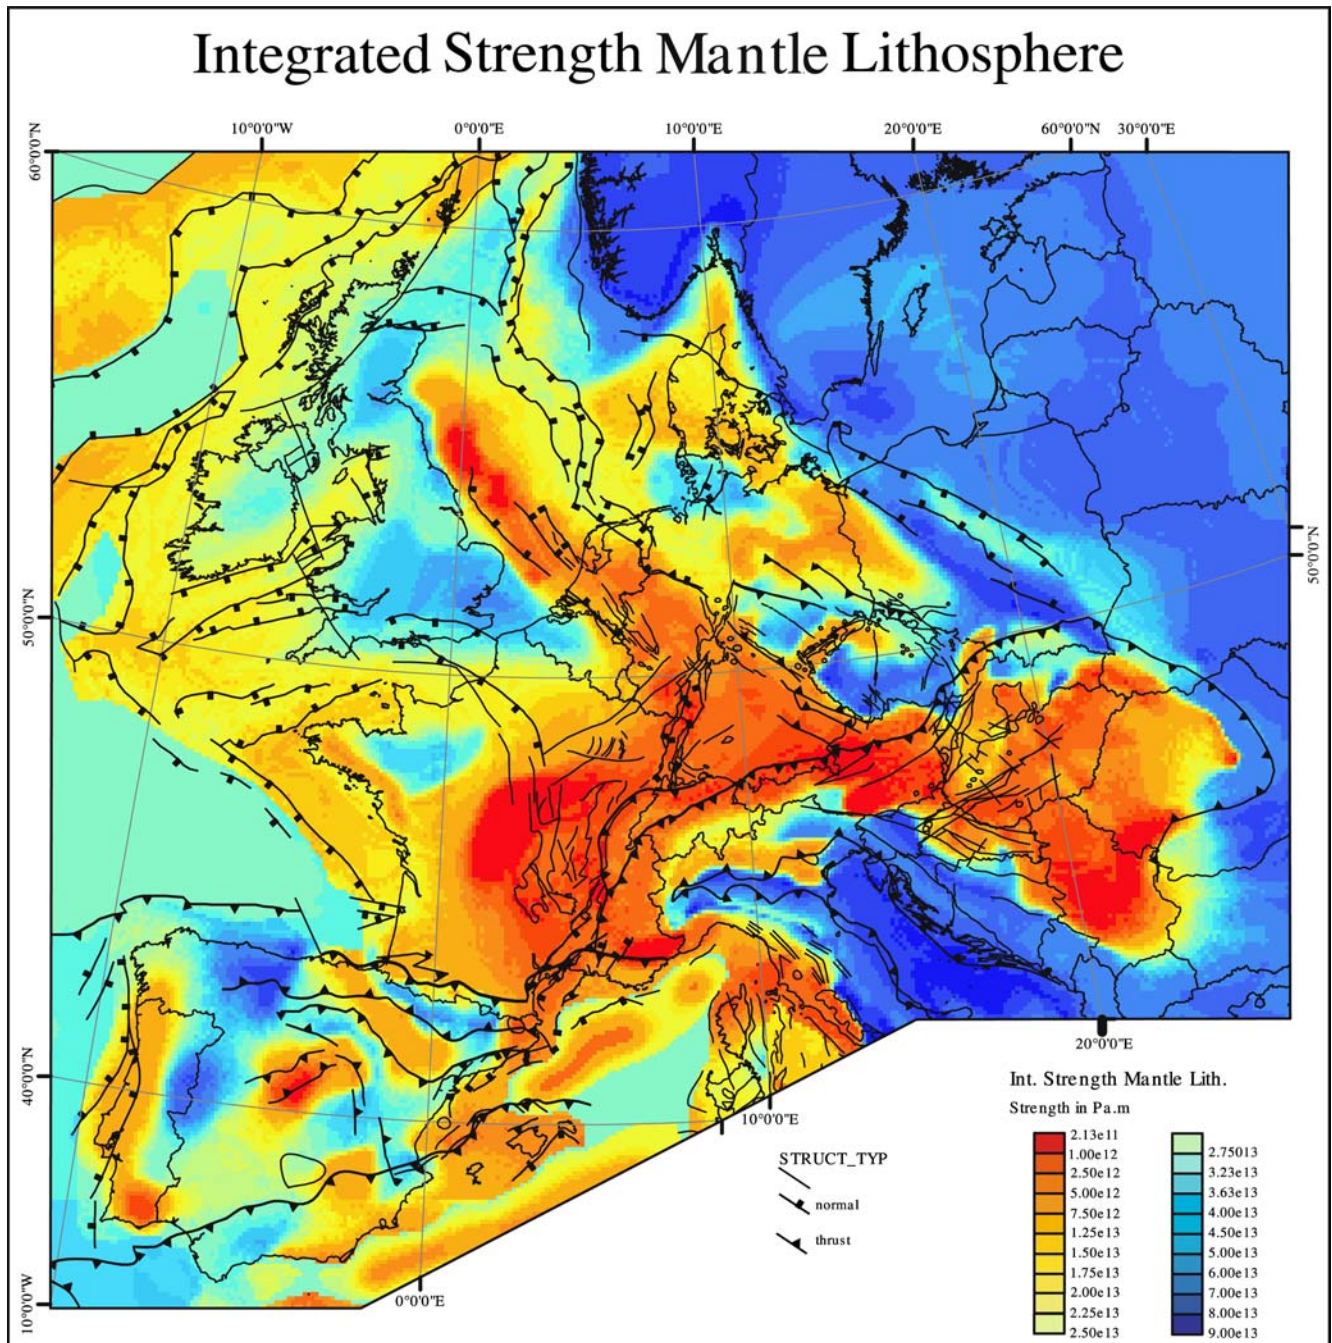 Integrated Strength Mantle Lithosphere
10°0'0"W 0°0'0"E 10°0'0"E 20°0'0"E 60°0'0"N 30°0'0"E
60°0'0"N
50°0'0"N
50°0'0"N
40°0'0"N
10°0'0"W
0°0'0"E
10°0'0"E
20°0'0"E
STRUCT_TYP
normal
thrust
Int. Strength Mantle Lith.
Strength in Pa.m
2.13e11
1.00e12
2.50e12
5.00e12
7.50e12
1.25e13
1.50e13
1.75e13
2.00e13
2.25e13
2.50e13
2.75013
3.23e13
3.63e13
4.00e13
4.50e13
5.00e13
6.00e13
7.00e13
8.00e13
9.00e13